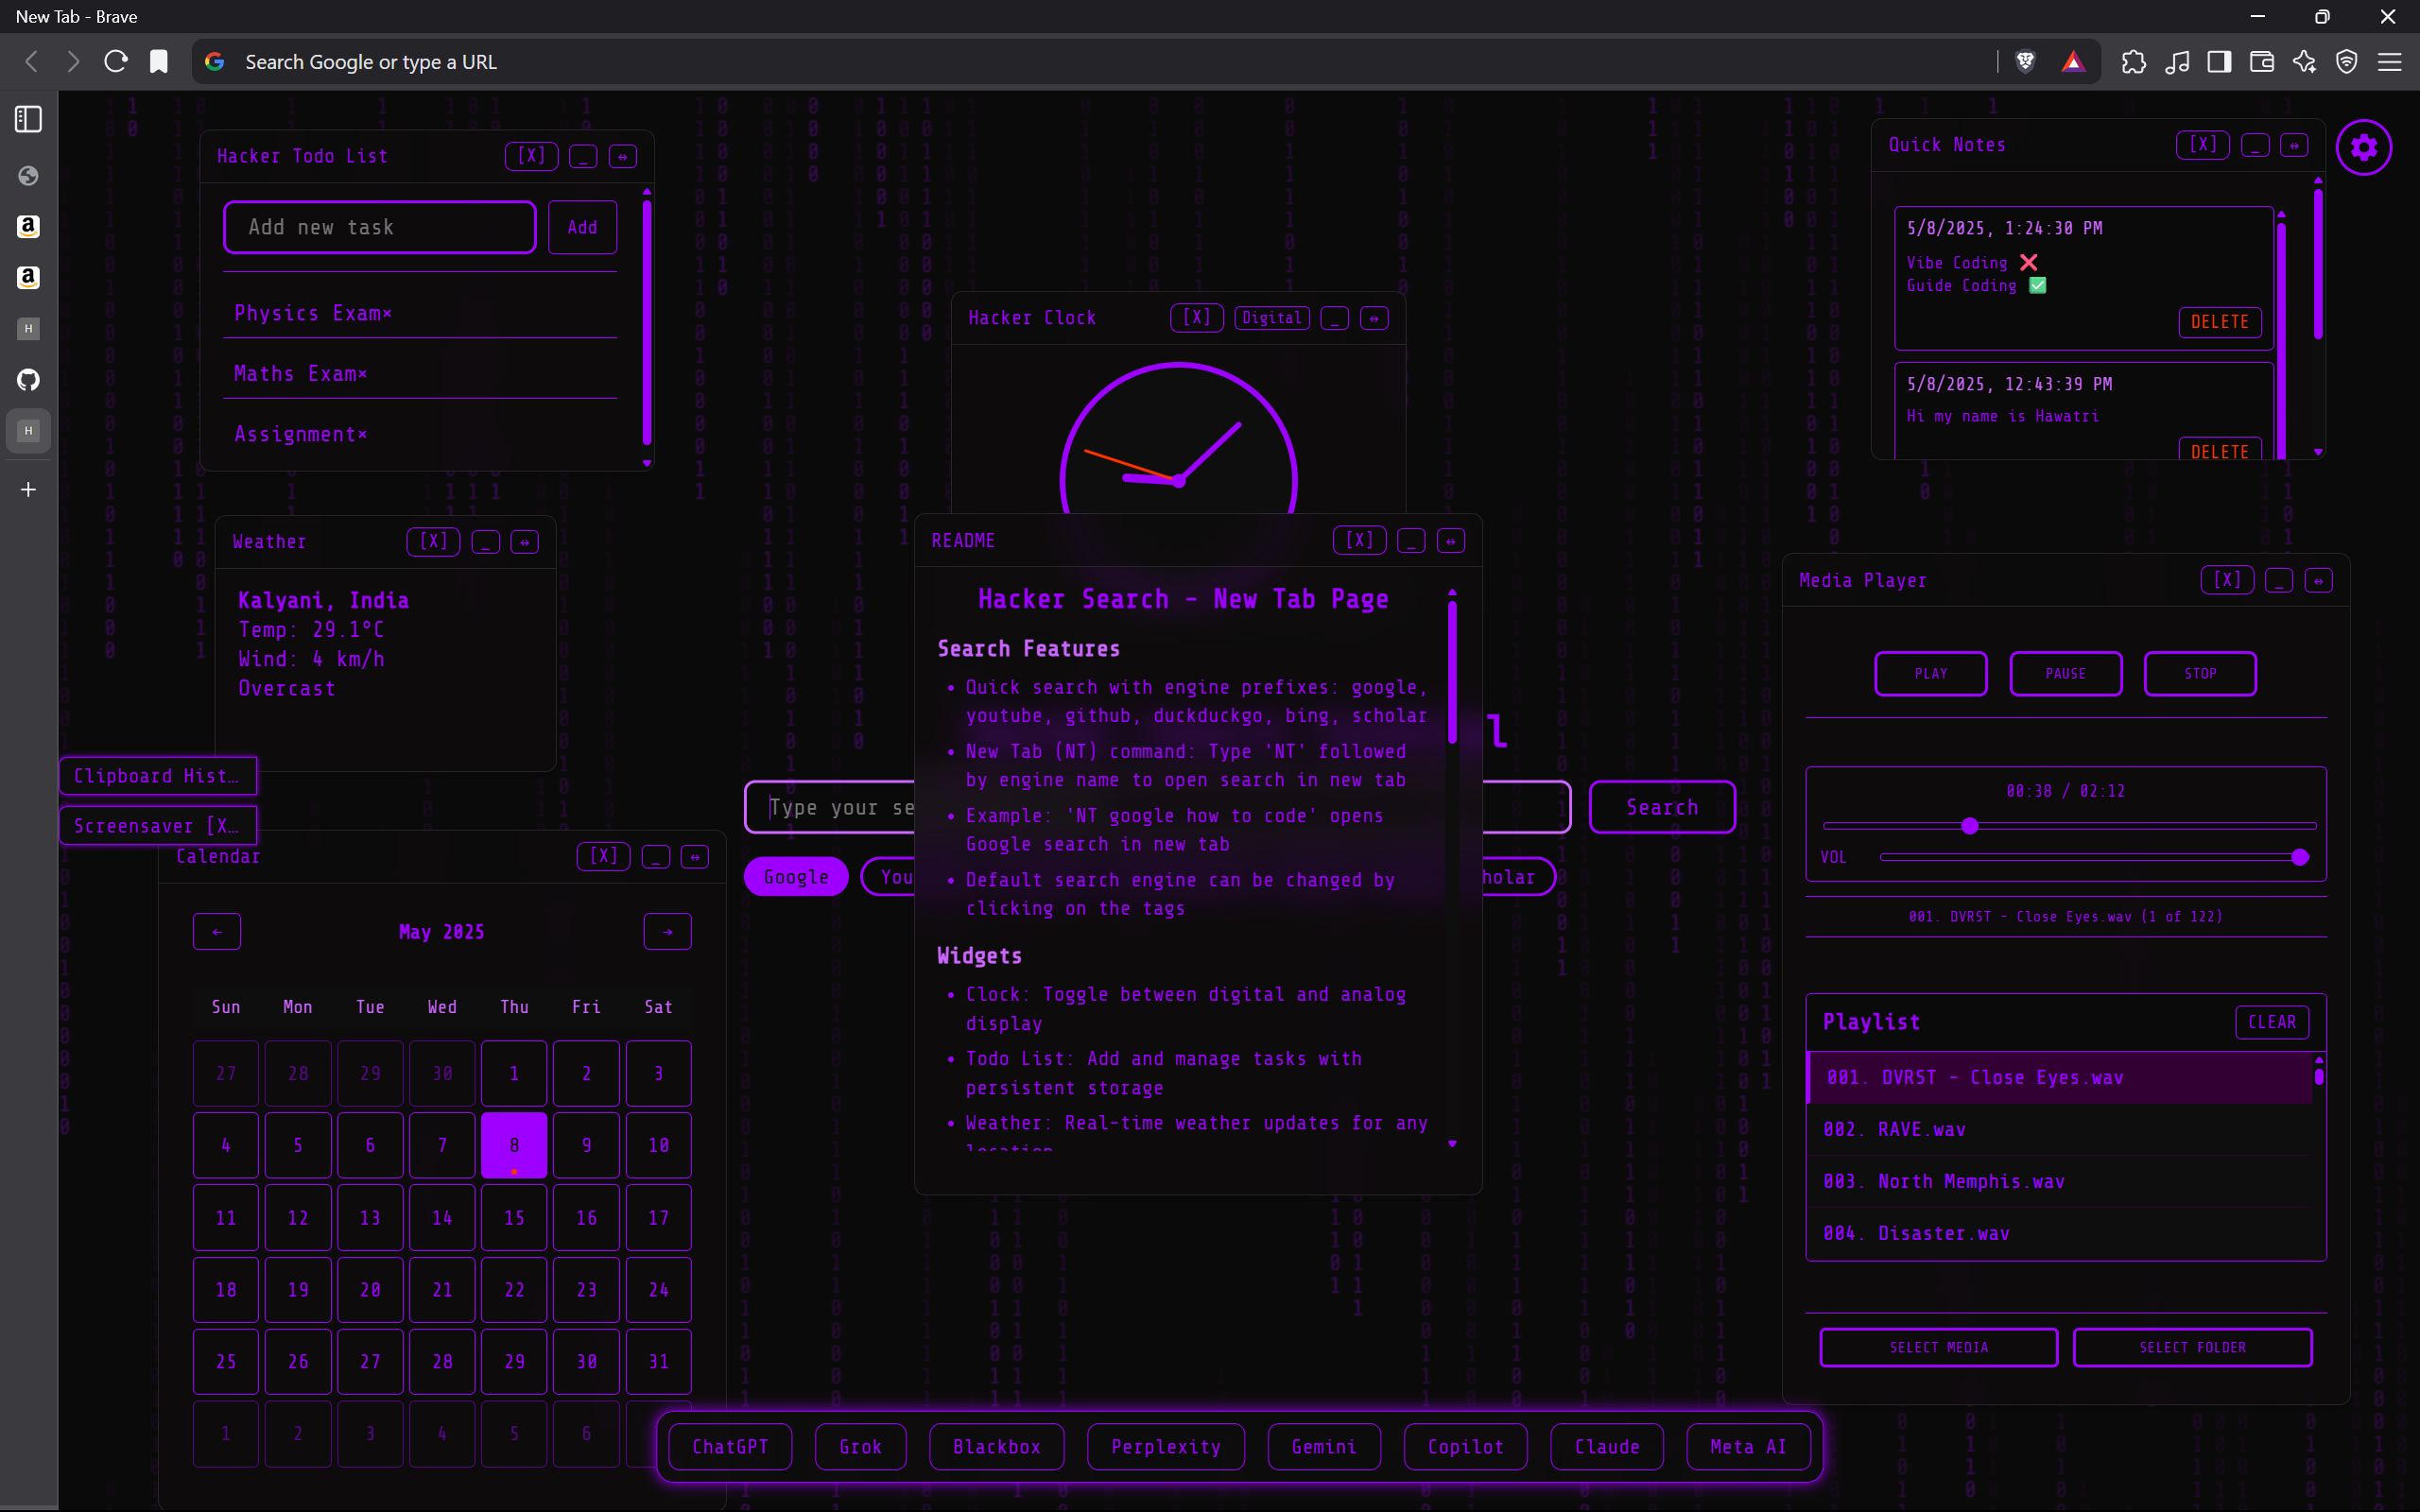 New Tab - Brave
Search Google or type a URL
Hacker Todo List [X] _ ↔
Add new task Add
Physics Exam×
Maths Exam×
Assignment×
Weather [X] _ ↔
Kalyani, India
Temp: 29.1°C
Wind: 4 km/h
Overcast
Clipboard Hist…
Screensaver [X…
Calendar [X] _ ↔
← May 2025 →
Sun Mon Tue Wed Thu Fri Sat
27 28 29 30 1 2 3
4 5 6 7 8 9 10
11 12 13 14 15 16 17
18 19 20 21 22 23 24
25 26 27 28 29 30 31
1 2 3 4 5 6
Hacker Clock [X] Digital _ ↔
README [X] _ ↔
Hacker Search - New Tab Page
Search Features
• Quick search with engine prefixes: google,
youtube, github, duckduckgo, bing, scholar
• New Tab (NT) command: Type 'NT' followed
by engine name to open search in new tab
• Example: 'NT google how to code' opens
Google search in new tab
• Default search engine can be changed by
clicking on the tags
Widgets
• Clock: Toggle between digital and analog
display
• Todo List: Add and manage tasks with
persistent storage
• Weather: Real-time weather updates for any
location
l
Type your se
Search
Google You holar
Quick Notes [X] _ ↔
5/8/2025, 1:24:30 PM
Vibe Coding ❌
Guide Coding ✅
DELETE
5/8/2025, 12:43:39 PM
Hi my name is Hawatri
DELETE
Media Player [X] _ ↔
PLAY PAUSE STOP
00:38 / 02:12
VOL
001. DVRST - Close Eyes.wav (1 of 122)
Playlist CLEAR
001. DVRST - Close Eyes.wav
002. RAVE.wav
003. North Memphis.wav
004. Disaster.wav
SELECT MEDIA SELECT FOLDER
ChatGPT Grok Blackbox Perplexity Gemini Copilot Claude Meta AI